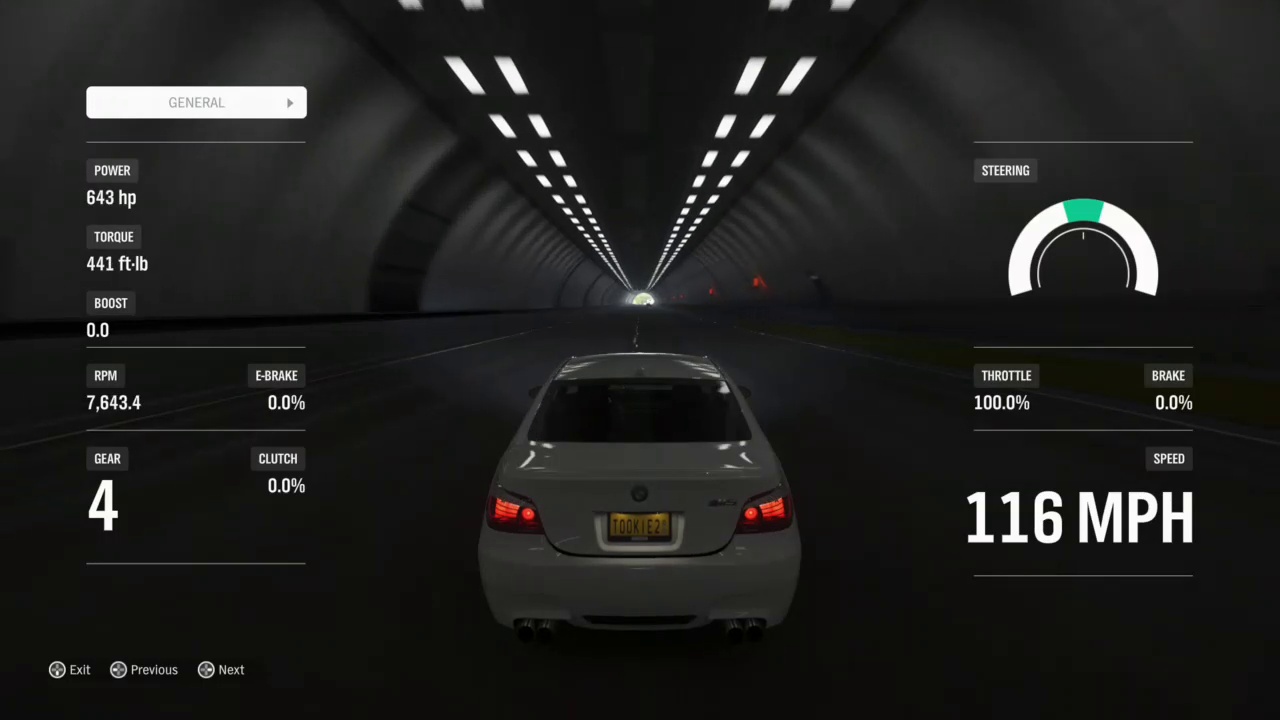 GENERAL
POWER
643 hp
TORQUE
441 ft·lb
BOOST
0.0
RPM
E-BRAKE
7,643.4
0.0%
GEAR
CLUTCH
4
0.0%
STEERING
THROTTLE
BRAKE
100.0%
0.0%
SPEED
116 MPH
Exit
Previous
Next